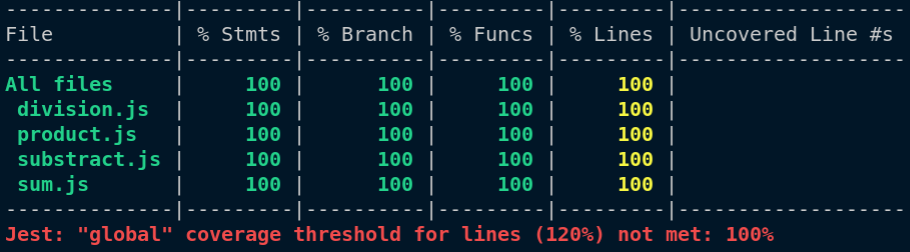 ---------------|---------|----------|---------|---------|-------------------
File           | % Stmts | % Branch | % Funcs | % Lines | Uncovered Line #s
---------------|---------|----------|---------|---------|-------------------
All files      |     100 |      100 |     100 |     100 |
 division.js   |     100 |      100 |     100 |     100 |
 product.js    |     100 |      100 |     100 |     100 |
 substract.js  |     100 |      100 |     100 |     100 |
 sum.js        |     100 |      100 |     100 |     100 |
---------------|---------|----------|---------|---------|-------------------
Jest: "global" coverage threshold for lines (120%) not met: 100%